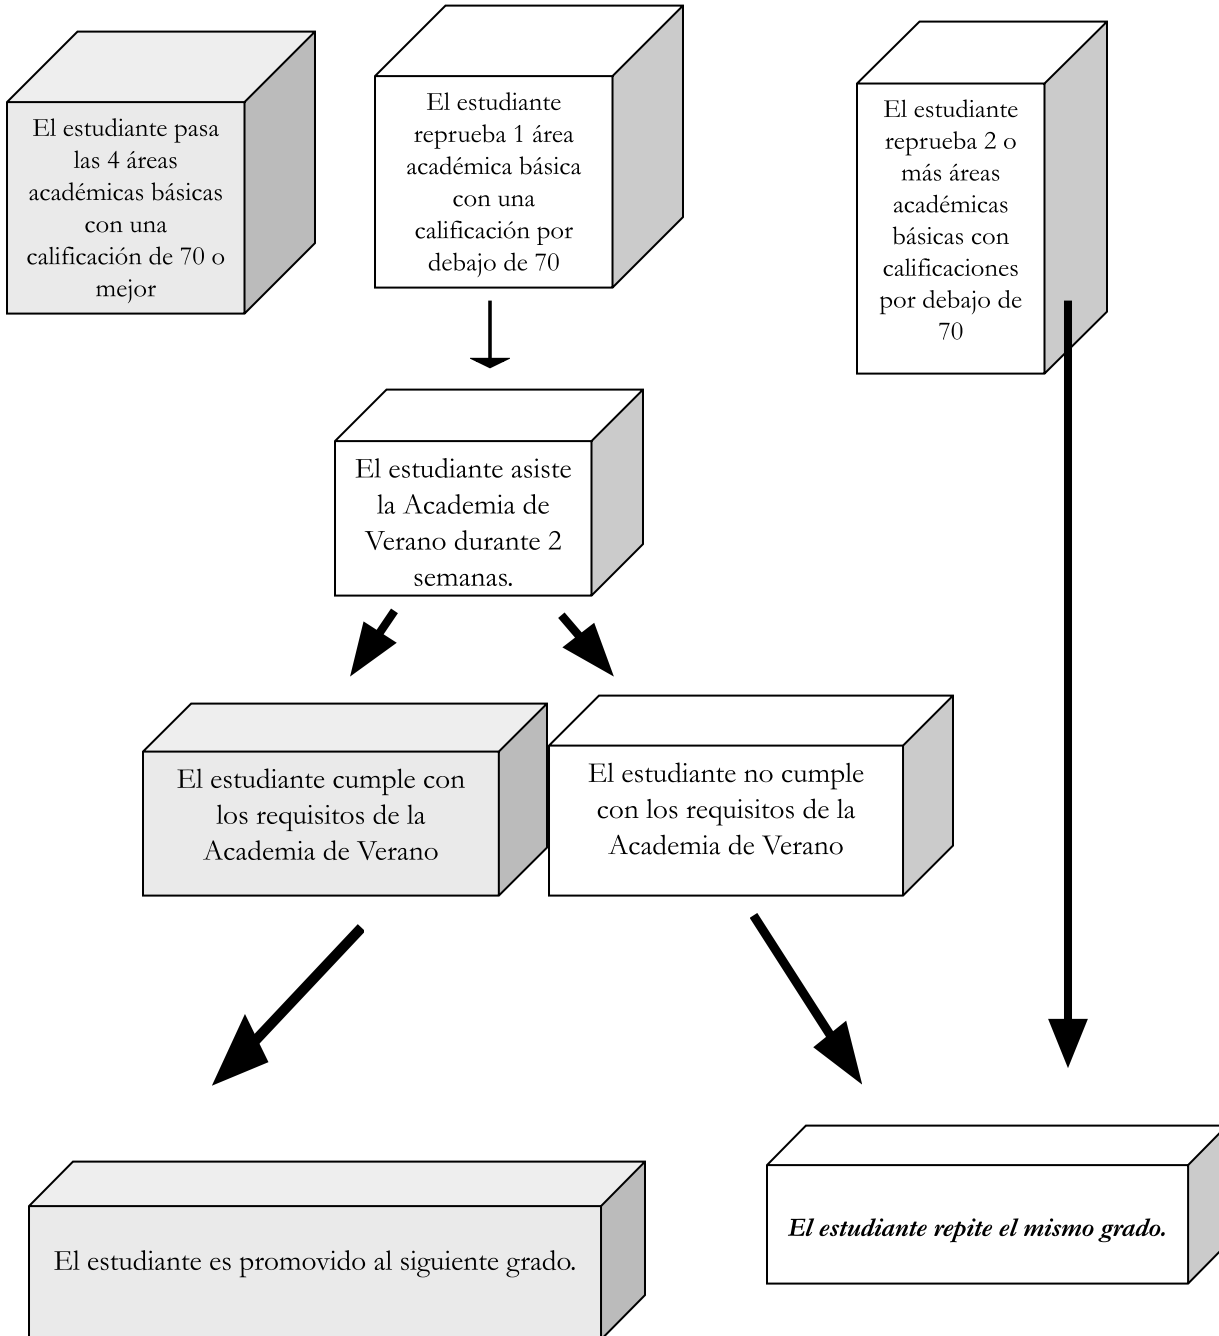 El estudiante pasa
las 4 áreas
académicas básicas
con una
calificación de 70 o
mejor
El estudiante
reprueba 1 área
académica básica
con una
calificación por
debajo de 70
El estudiante
reprueba 2 o
más áreas
académicas
básicas con
calificaciones
por debajo de
70
El estudiante asiste
la Academia de
Verano durante 2
semanas.
El estudiante cumple con
los requisitos de la
Academia de Verano
El estudiante no cumple
con los requisitos de la
Academia de Verano
El estudiante es promovido al siguiente grado.
El estudiante repite el mismo grado.